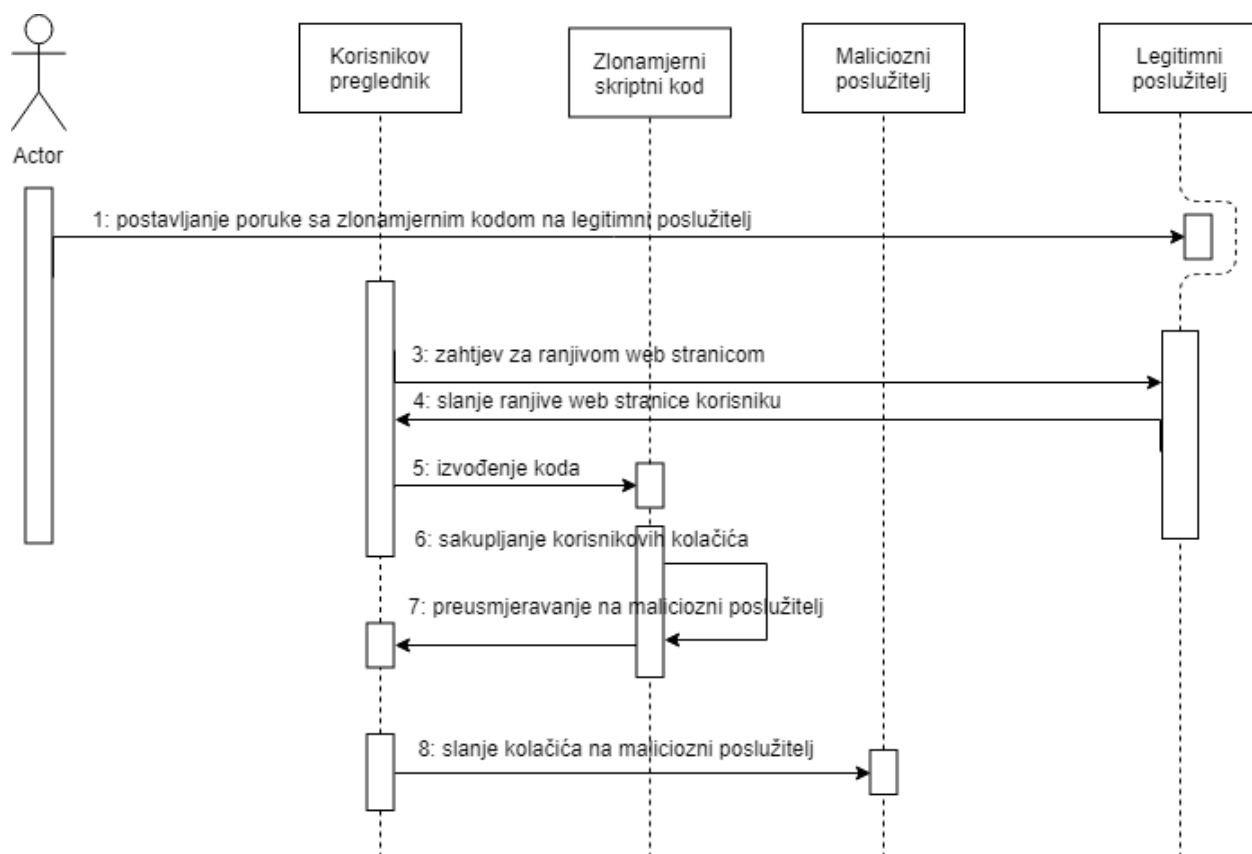 Korisnikov
preglednik
Zlonamjerni
skriptni kod
Maliciozni
poslužitelj
Legitimni
poslužitelj
Actor
1: postavljanje poruke sa zlonamjernim kodom na legitimni poslužitelj
3: zahtjev za ranjivom web stranicom
4: slanje ranjive web stranice korisniku
5: izvođenje koda
6: sakupljanje korisnikovih kolačića
7: preusmjeravanje na maliciozni poslužitelj
8: slanje kolačića na maliciozni poslužitelj